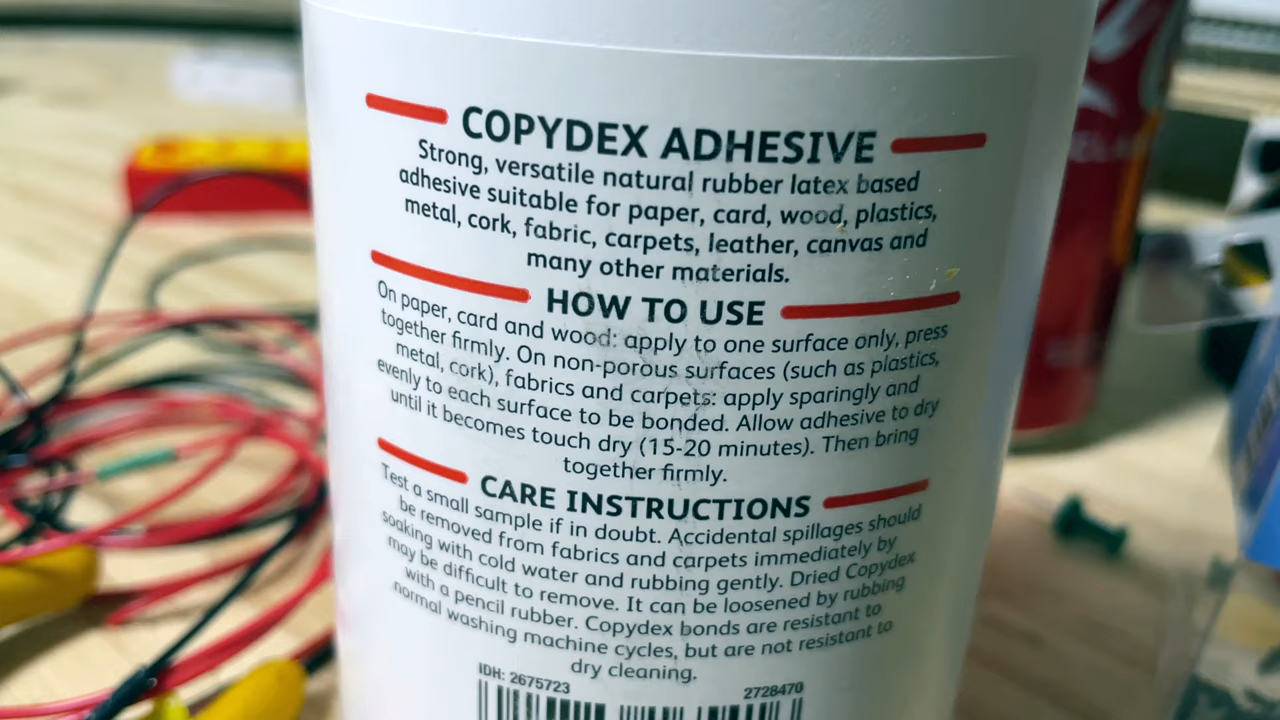 COPYDEX ADHESIVE
Strong, versatile natural rubber latex based
adhesive suitable for paper, card, wood, plastics,
metal, cork, fabric, carpets, leather, canvas and
many other materials.
HOW TO USE
On paper, card and wood: apply to one surface only, press
together firmly. On non-porous surfaces (such as plastics,
metal, cork), fabrics and carpets: apply sparingly and
evenly to each surface to be bonded. Allow adhesive to dry
until it becomes touch dry (15-20 minutes). Then bring
together firmly.
CARE INSTRUCTIONS
Test a small sample if in doubt. Accidental spillages should
be removed from fabrics and carpets immediately by
soaking with cold water and rubbing gently. Dried Copydex
may be difficult to remove. It can be loosened by rubbing
with a pencil rubber. Copydex bonds are resistant to
normal washing machine cycles, but are not resistant to
dry cleaning.
IDH: 2675723
2728470